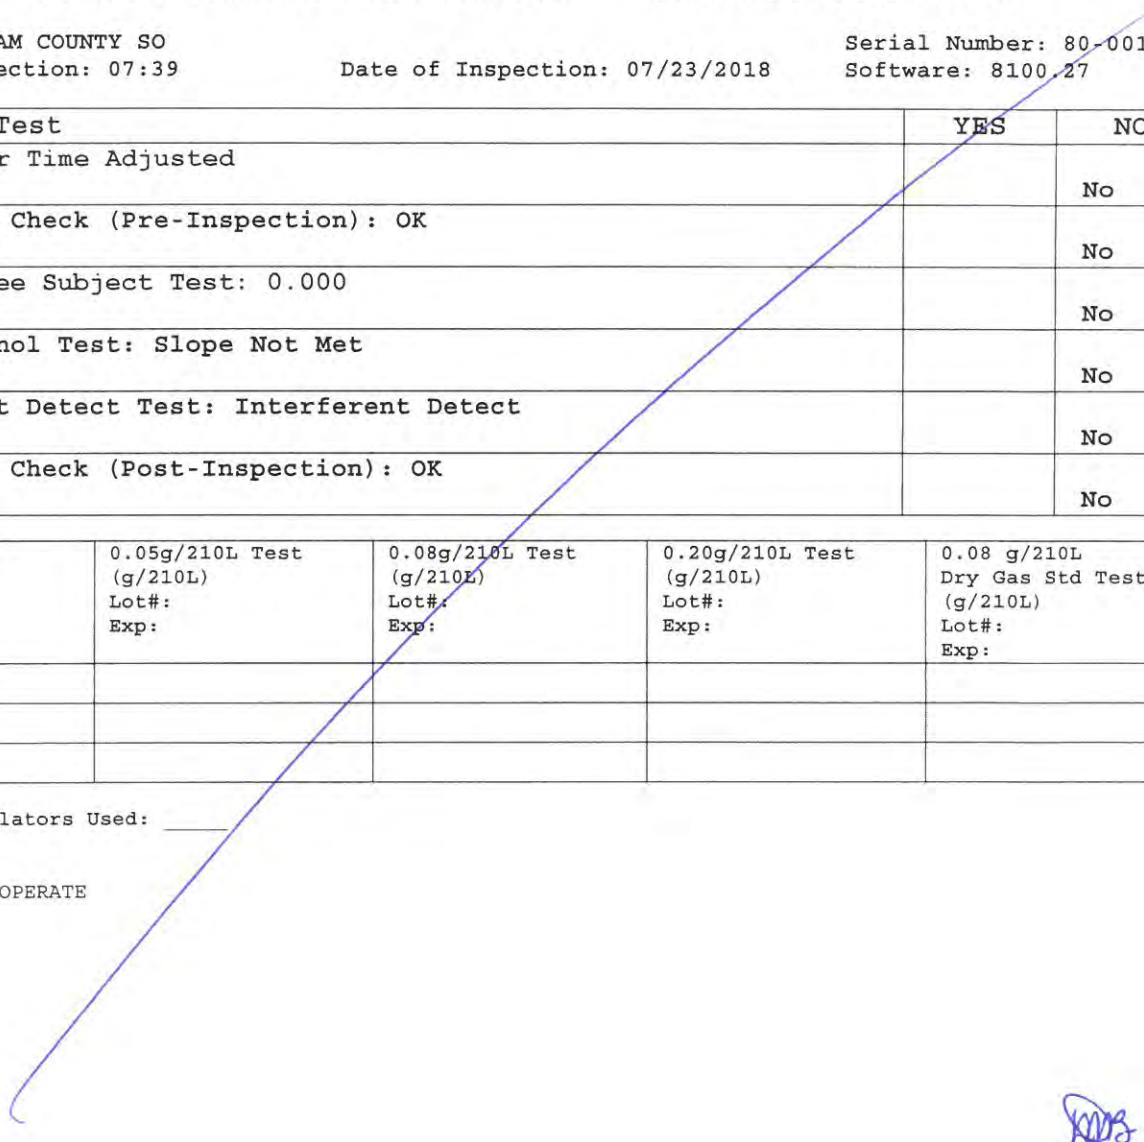 AM COUNTY SO Serial Number: 80-001
ection: 07:39 Date of Inspection: 07/23/2018 Software: 8100.27
Test YES NO
r Time Adjusted
No
Check (Pre-Inspection): OK
No
ee Subject Test: 0.000
No
nol Test: Slope Not Met
No
t Detect Test: Interferent Detect
No
Check (Post-Inspection): OK
No
0.05g/210L Test 0.08g/210L Test 0.20g/210L Test 0.08 g/210L
(g/210L) (g/210L) (g/210L) Dry Gas Std Test
Lot#: Lot#: Lot#: (g/210L)
Exp: Exp: Exp: Lot#:
Exp:
lators Used: _____
OPERATE